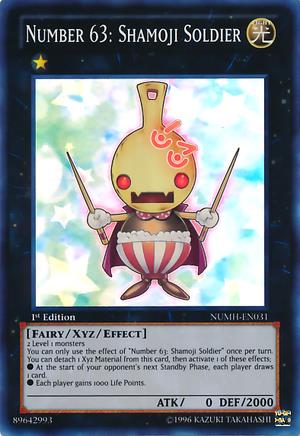 NUMBER 63: SHAMOJI SOLDIER
LIGHT
光
63
1st Edition
NUMH-EN031
[FAIRY/XYZ/EFFECT]
2 Level 1 monsters
You can only use the effect of "Number 63: Shamoji Soldier" once per turn.
You can detach 1 Xyz Material from this card, then activate 1 of these effects;
● At the start of your opponent's next Standby Phase, each player draws
1 card.
● Each player gains 1000 Life Points.
ATK/ 0 DEF/2000
89642993
©1996 KAZUKI TAKAHASHI